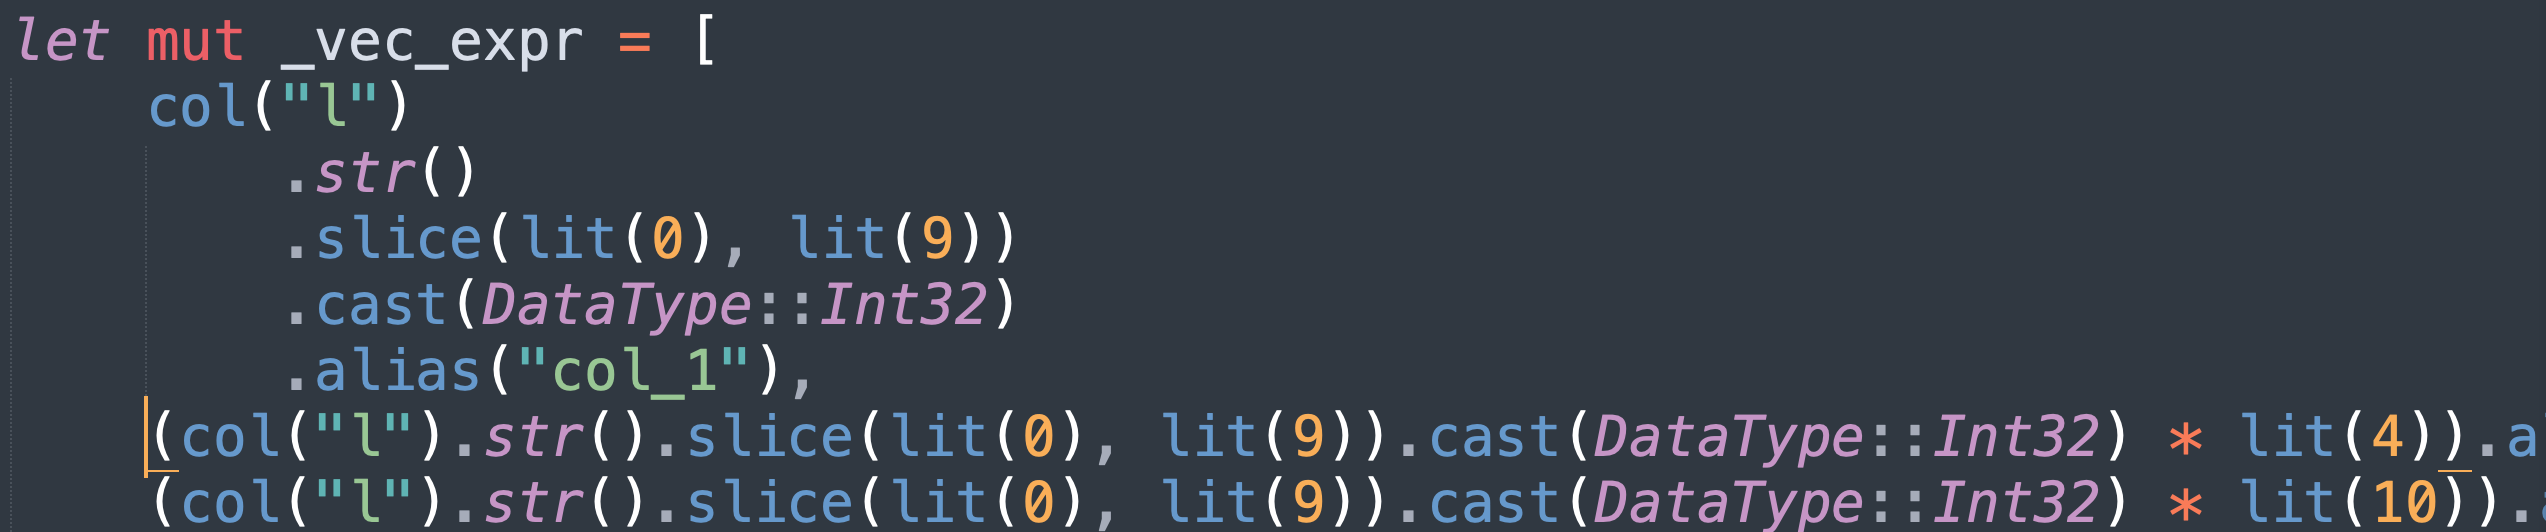 let mut _vec_expr = [
    col("l")
        .str()
        .slice(lit(0), lit(9))
        .cast(DataType::Int32)
        .alias("col_1"),
    (col("l").str().slice(lit(0), lit(9)).cast(DataType::Int32) * lit(4)).a
    (col("l").str().slice(lit(0), lit(9)).cast(DataType::Int32) * lit(10)).